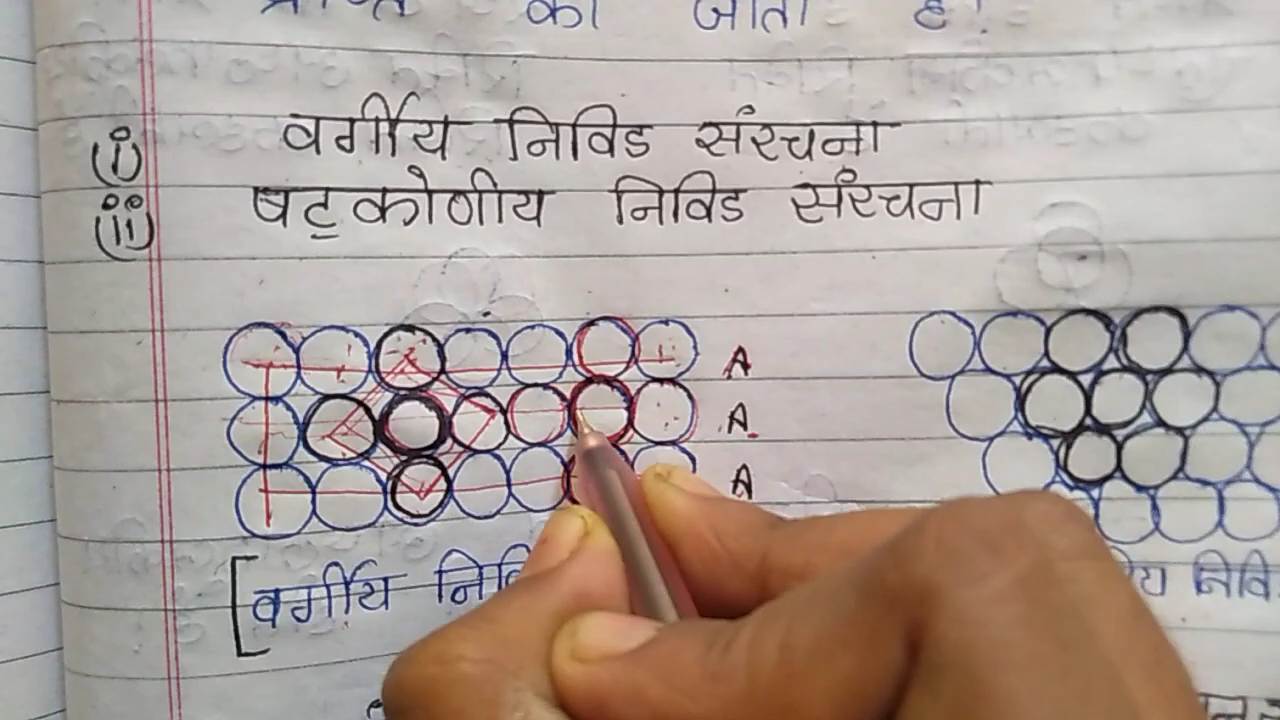 की जाता है।
(i) वर्गीय निविड संरचना
(ii) षट्कोणीय निविड संरचना
A
A
A
[वर्गीय